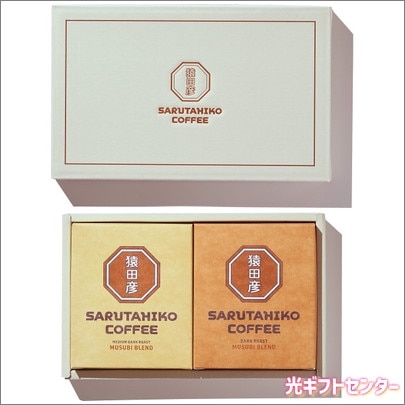 猿田彦
SARUTAHIKO
COFFEE
猿田彦
SARUTAHIKO
COFFEE
MEDIUM DARK ROAST
MUSUBI BLEND
猿田彦
SARUTAHIKO
COFFEE
DARK ROAST
MUSUBI BLEND
光ギフトセンター